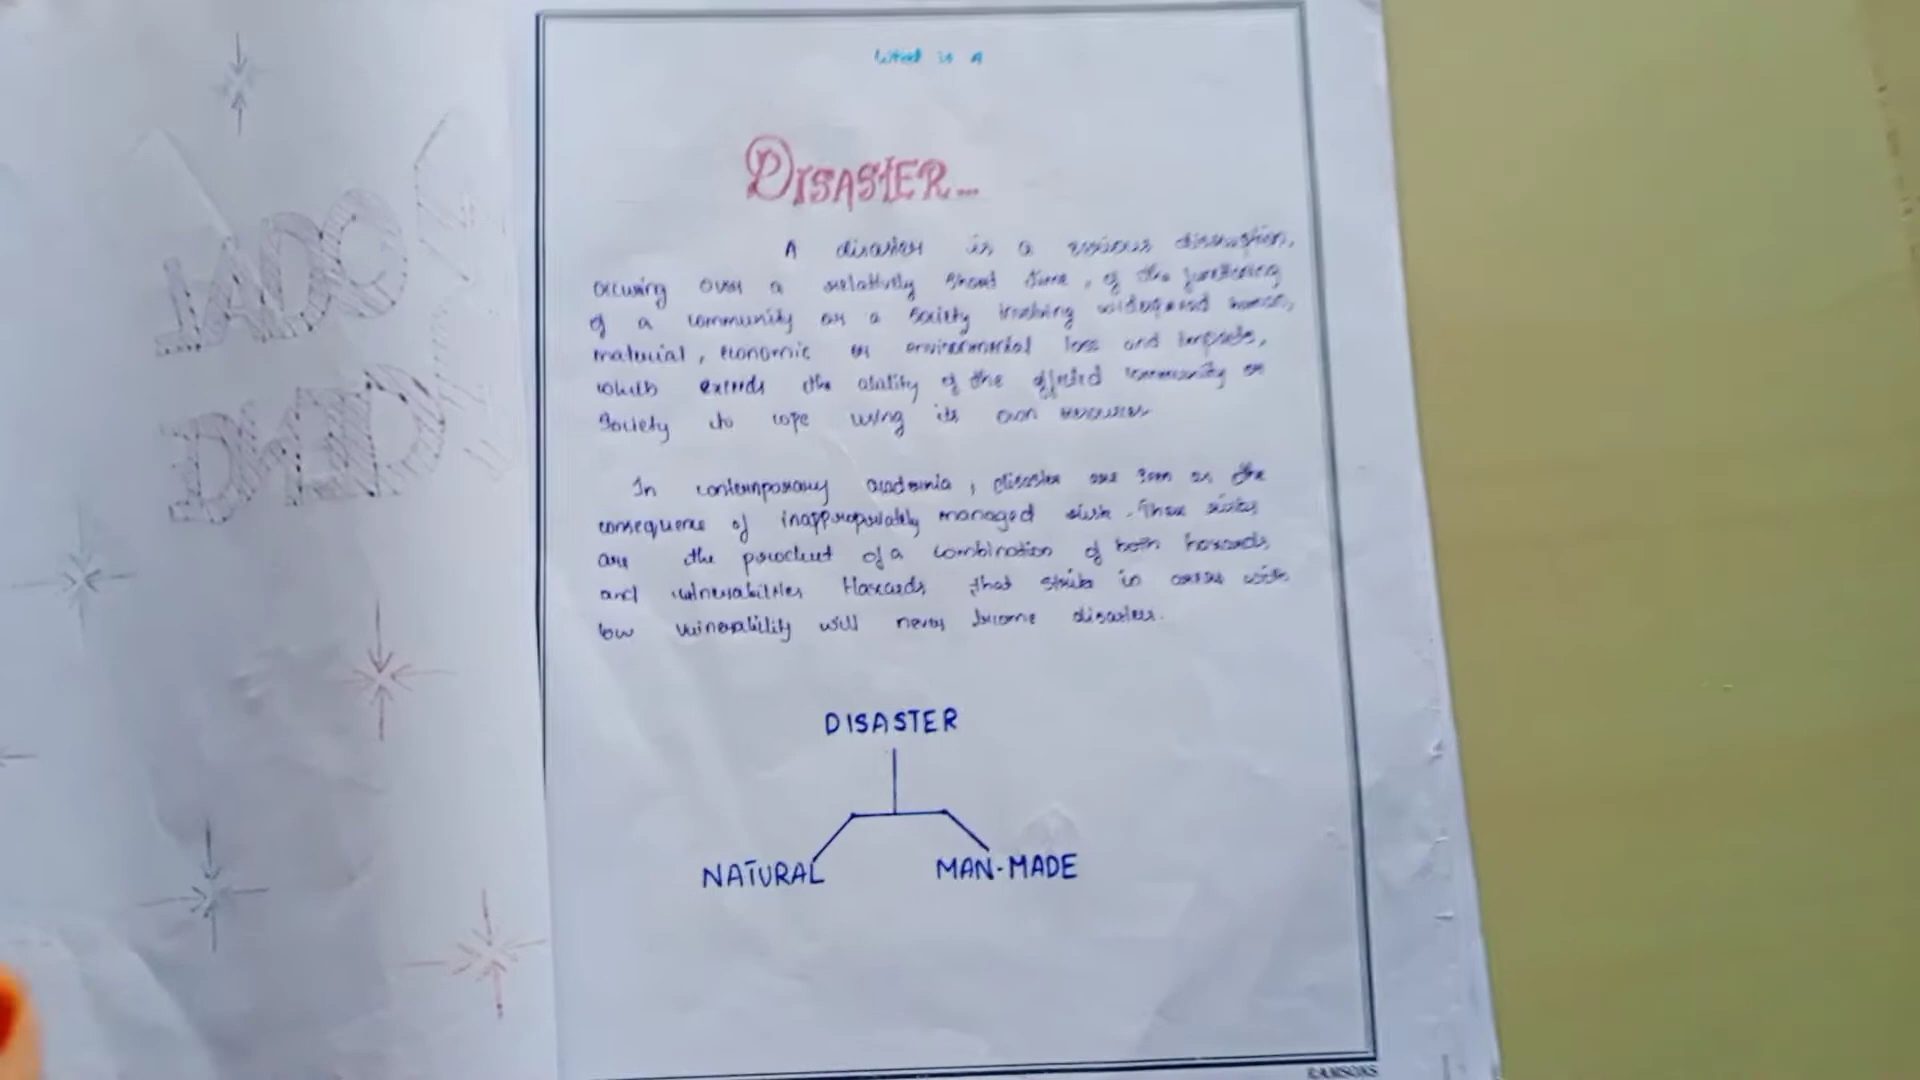 What is A
DISASTER...
A disaster is a serious disruption,
occuring over a relatively short time, of the functioning
of a community or a society involving widespread human,
material, economic or environmental loss and impacts,
which exceeds the ability of the affected community or
Society to cope using its own resources
In contemporary academia, disaster are seen as the
consequence of inappropriately managed risk. These risks
are the product of a combination of both hazards
and vulnerabilities Hazards that strike in areas with
low vulnerability will never become disasters.
DISASTER
NATURAL
MAN-MADE